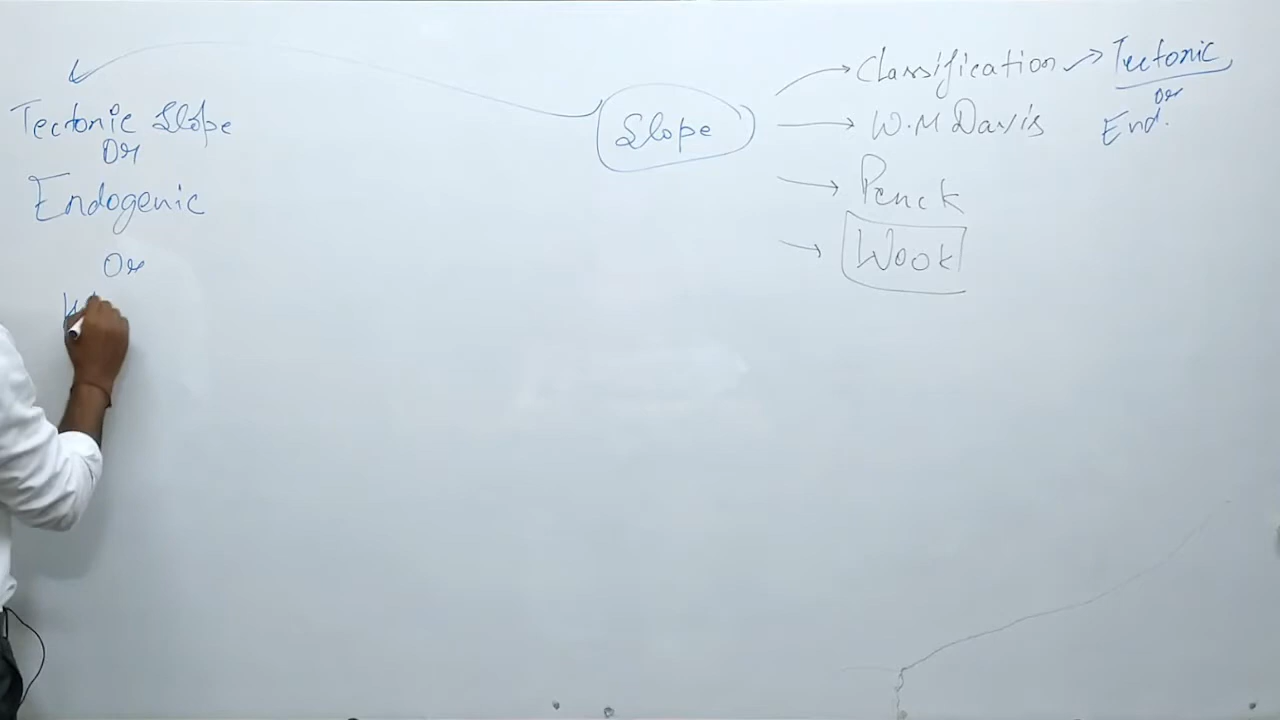 Tectonic Slope
Or
Endogenic
Or
Slope
Classification → Tectonic
or
End.
W.M Davis
Penck
Wook